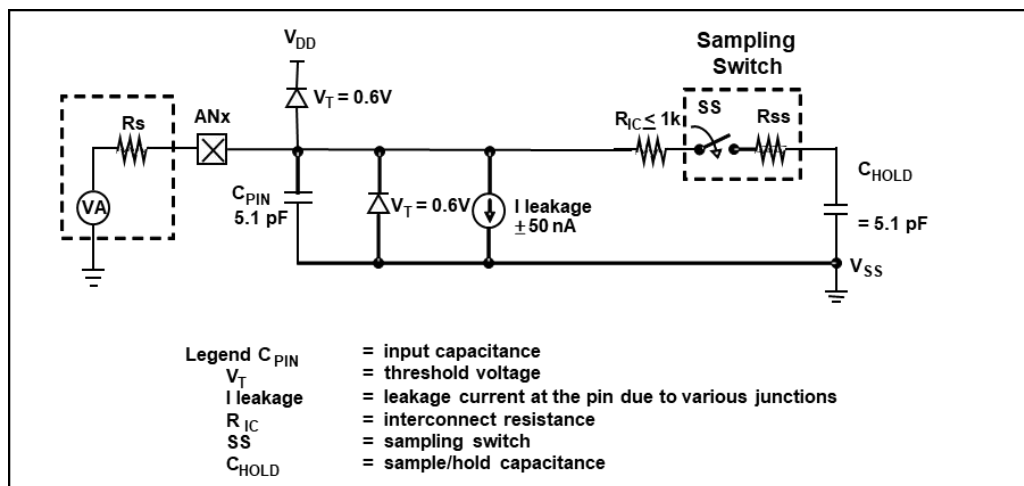 Sampling
Switch
VDD
VT = 0.6V
Rs
ANx
RIC ≤ 1k
SS
Rss
VA
CPIN
5.1 pF
VT = 0.6V
I leakage
± 50 nA
CHOLD
= 5.1 pF
VSS
Legend CPIN = input capacitance
VT = threshold voltage
I leakage = leakage current at the pin due to various junctions
RIC = interconnect resistance
SS = sampling switch
CHOLD = sample/hold capacitance